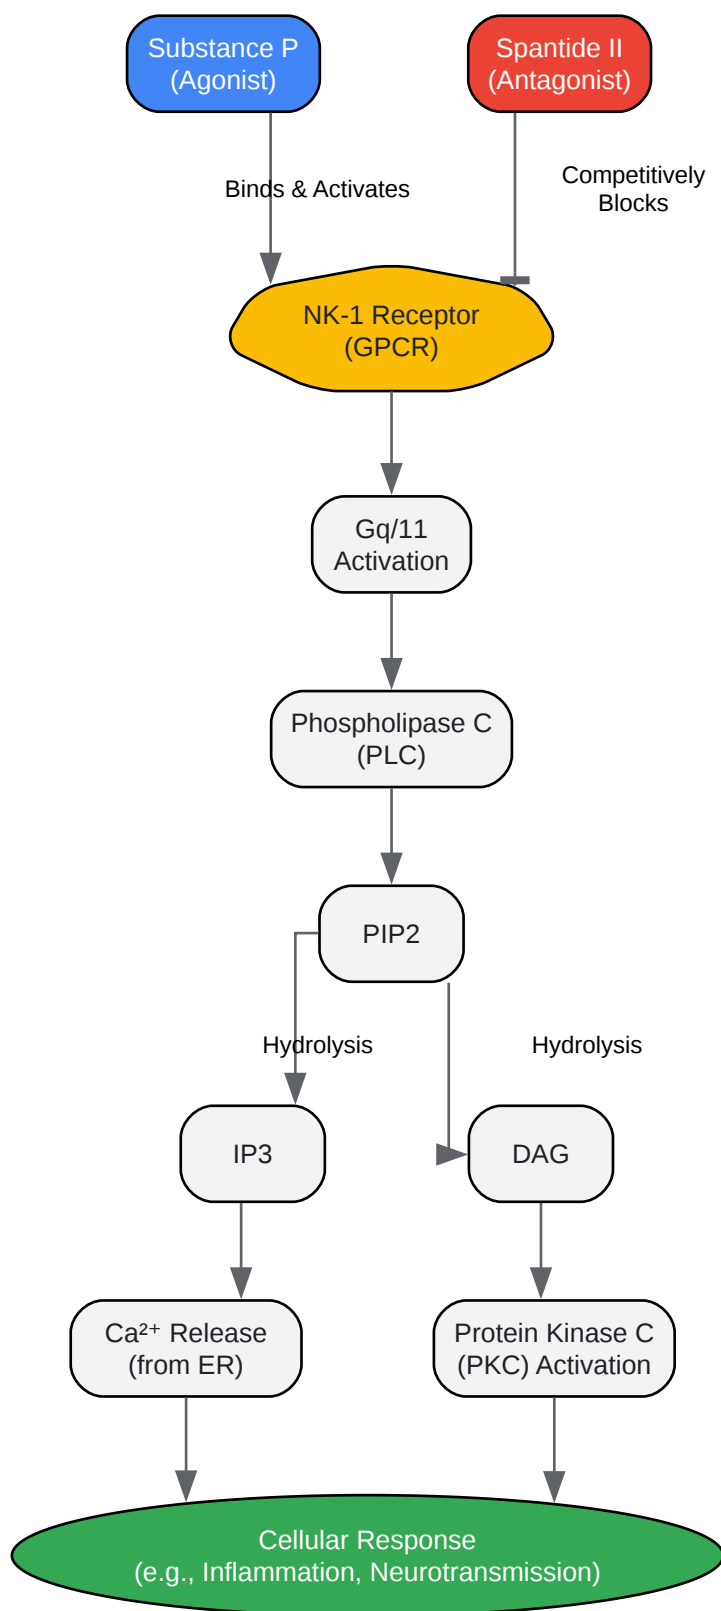 Substance P
(Agonist)
Spantide II
(Antagonist)
Binds & Activates
Competitively
Blocks
NK-1 Receptor
(GPCR)
Gq/11
Activation
Phospholipase C
(PLC)
PIP2
Hydrolysis
Hydrolysis
IP3
DAG
Ca²⁺ Release
(from ER)
Protein Kinase C
(PKC) Activation
Cellular Response
(e.g., Inflammation, Neurotransmission)